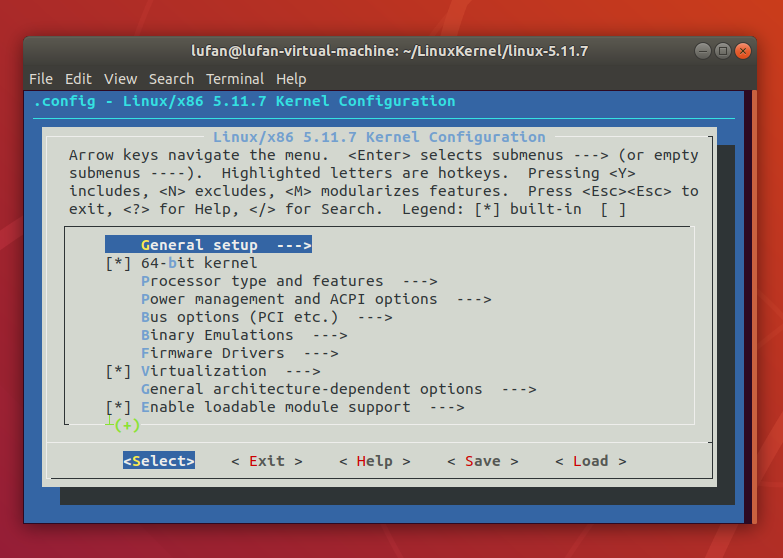 lufan@lufan-virtual-machine: ~/LinuxKernel/linux-5.11.7
File Edit View Search Terminal Help
.config - Linux/x86 5.11.7 Kernel Configuration
Linux/x86 5.11.7 Kernel Configuration
Arrow keys navigate the menu.  <Enter> selects submenus ---> (or empty
submenus ----).  Highlighted letters are hotkeys.  Pressing <Y>
includes, <N> excludes, <M> modularizes features.  Press <Esc><Esc> to
exit, <?> for Help, </> for Search.  Legend: [*] built-in  [ ]
General setup  --->
[*] 64-bit kernel
Processor type and features  --->
Power management and ACPI options  --->
Bus options (PCI etc.)  --->
Binary Emulations  --->
Firmware Drivers  --->
[*] Virtualization  --->
General architecture-dependent options  --->
[*] Enable loadable module support  --->
(+)
<Select>    < Exit >    < Help >    < Save >    < Load >